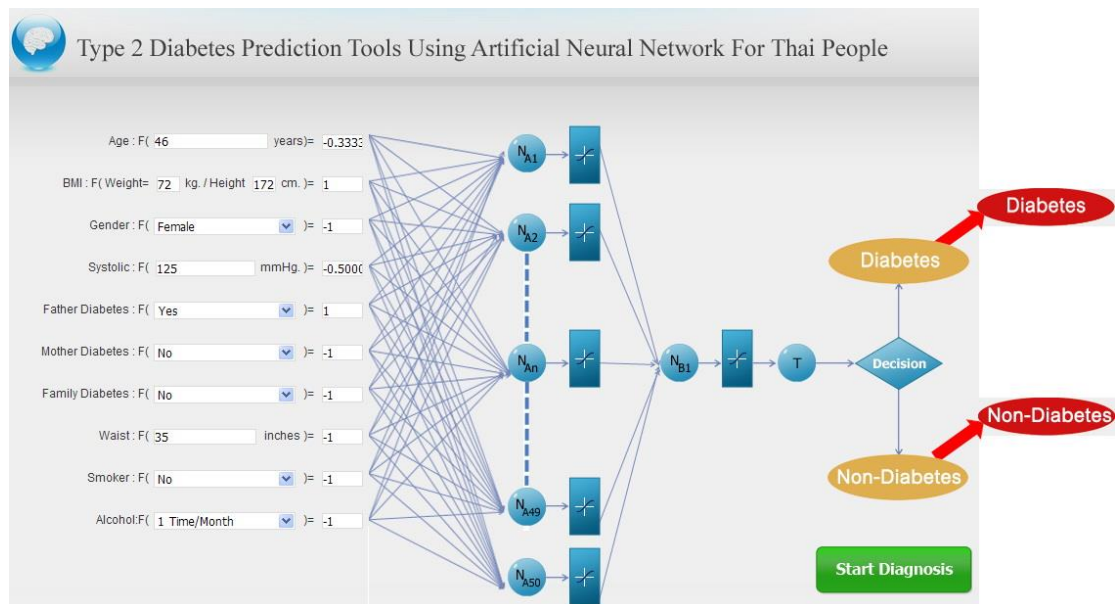 Type 2 Diabetes Prediction Tools Using Artificial Neural Network For Thai People
Age : F( 46 years)= -0.3333
BMI : F( Weight= 72 kg. / Height 172 cm. )= 1
Gender : F( Female )= -1
Systolic : F( 125 mmHg. )= -0.5000
Father Diabetes : F( Yes )= 1
Mother Diabetes : F( No )= -1
Family Diabetes : F( No )= -1
Waist : F( 35 inches )= -1
Smoker : F( No )= -1
Alcohol:F( 1 Time/Month )= -1
NA1
NA2
NAn
NA49
NA50
NB1
T
Decision
Diabetes
Diabetes
Non-Diabetes
Non-Diabetes
Start Diagnosis